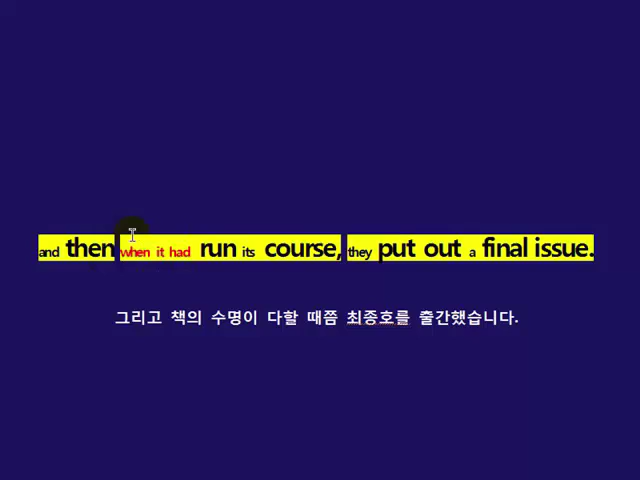 and then when it had run its course, they put out a final issue.
그리고 책의 수명이 다할 때쯤 최종호를 출간했습니다.